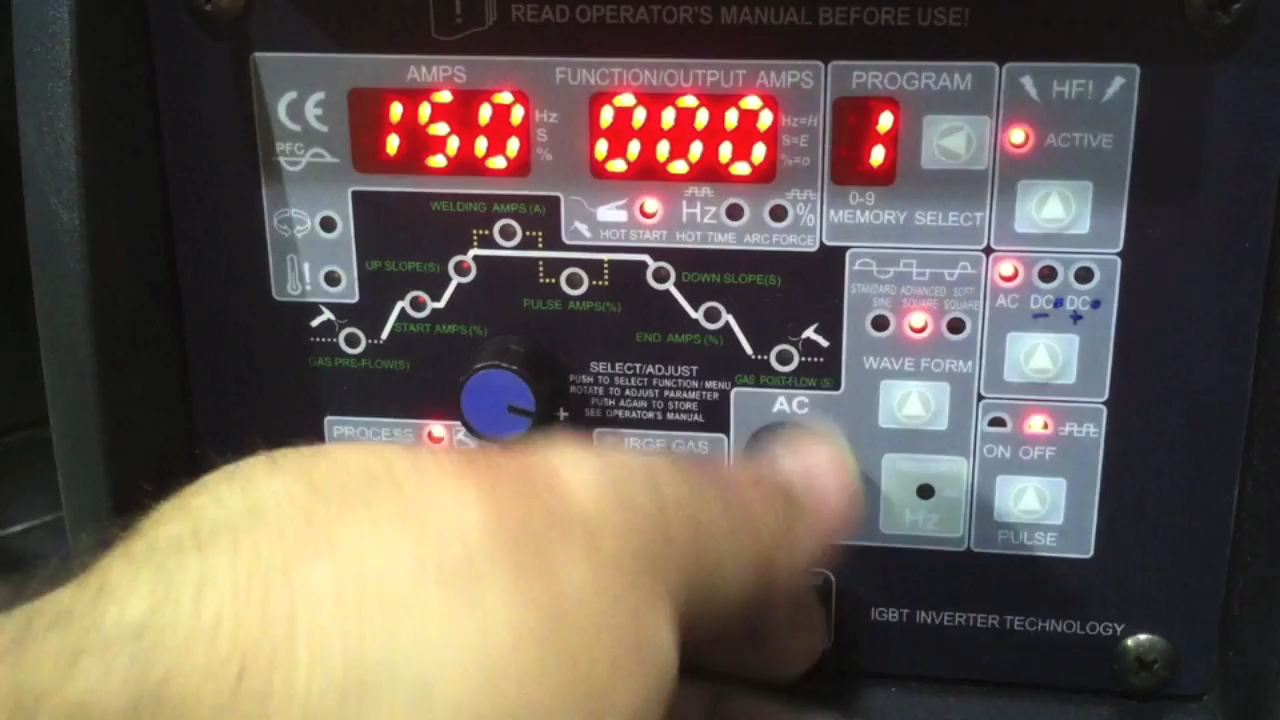 READ OPERATOR'S MANUAL BEFORE USE!
AMPS
FUNCTION/OUTPUT AMPS
PROGRAM
HF!
CE
PFC
150
Hz
S
%
000
Hz=H
S=E
%=o
1
ACTIVE
0-9
MEMORY SELECT
Hz
%
HOT START
HOT TIME
ARC FORCE
WELDING AMPS (A)
UP SLOPE(S)
DOWN SLOPE(S)
PULSE AMPS(%)
START AMPS (%)
END AMPS (%)
GAS PRE-FLOW(S)
GAS POST-FLOW (S)
STANDARD SINE
ADVANCED SQUARE
SOFT SQUARE
WAVE FORM
AC
DC
-
DC
+
SELECT/ADJUST
PUSH TO SELECT FUNCTION/MENU
ROTATE TO ADJUST PARAMETER
PUSH AGAIN TO STORE
SEE OPERATOR'S MANUAL
+
AC
PROCESS
GAS
Hz
ON OFF
PULSE
IGBT INVERTER TECHNOLOGY